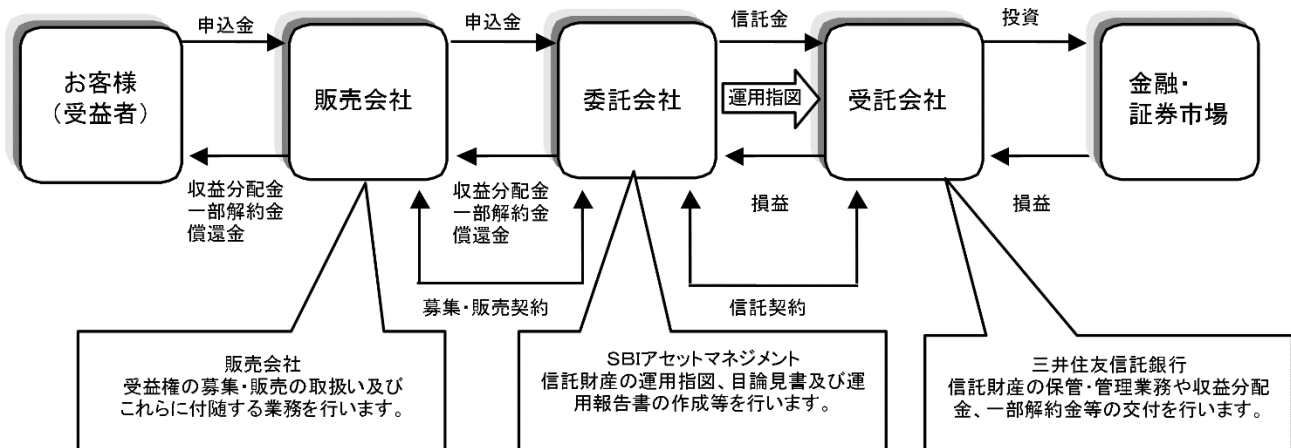 申込金
申込金
信託金
投資
お客様
（受益者）
販売会社
委託会社
運用指図
受託会社
金融・
証券市場
収益分配金
一部解約金
償還金
収益分配金
一部解約金
償還金
損益
損益
募集・販売契約
信託契約
販売会社
受益権の募集・販売の取扱い及び
これらに付随する業務を行います。
SBIアセットマネジメント
信託財産の運用指図、目論見書及び運
用報告書の作成等を行います。
三井住友信託銀行
信託財産の保管・管理業務や収益分配
金、一部解約金等の交付を行います。